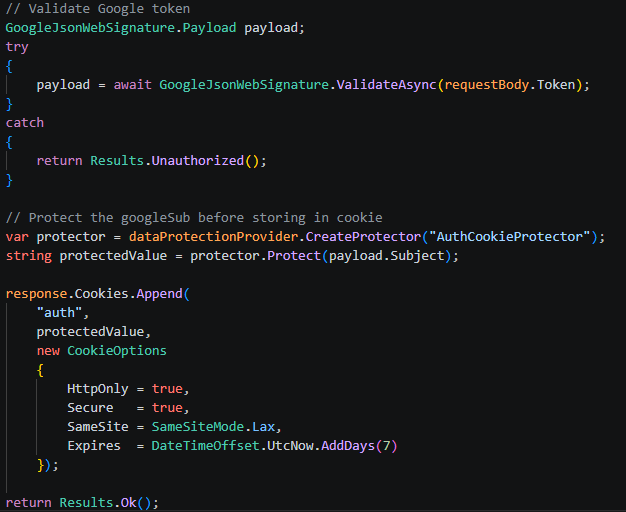 // Validate Google token
GoogleJsonWebSignature.Payload payload;
try
{
    payload = await GoogleJsonWebSignature.ValidateAsync(requestBody.Token);
}
catch
{
    return Results.Unauthorized();
}

// Protect the googleSub before storing in cookie
var protector = dataProtectionProvider.CreateProtector("AuthCookieProtector");
string protectedValue = protector.Protect(payload.Subject);

response.Cookies.Append(
    "auth",
    protectedValue,
    new CookieOptions
    {
        HttpOnly = true,
        Secure   = true,
        SameSite = SameSiteMode.Lax,
        Expires  = DateTimeOffset.UtcNow.AddDays(7)
    });

return Results.Ok();